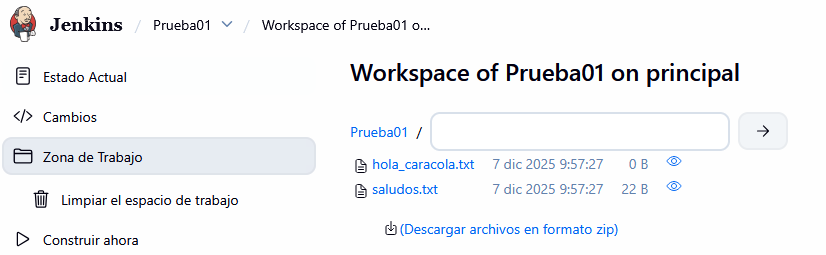 Jenkins / Prueba01 / Workspace of Prueba01 o...
Estado Actual
Cambios
Zona de Trabajo
Limpiar el espacio de trabajo
Construir ahora
Workspace of Prueba01 on principal
Prueba01 /
hola_caracola.txt 7 dic 2025 9:57:27 0 B
saludos.txt 7 dic 2025 9:57:27 22 B
(Descargar archivos en formato zip)